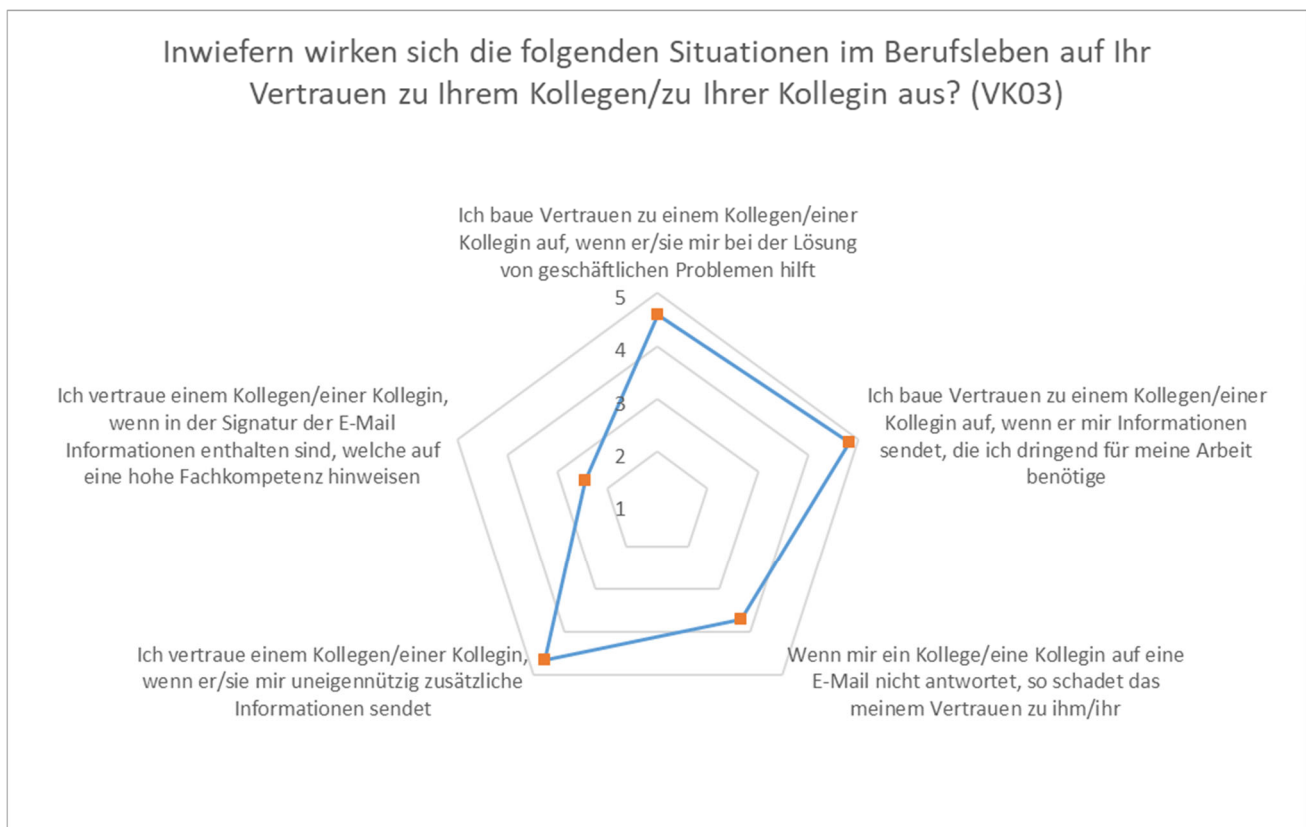 Inwiefern wirken sich die folgenden Situationen im Berufsleben auf Ihr
Vertrauen zu Ihrem Kollegen/zu Ihrer Kollegin aus? (VK03)
Ich baue Vertrauen zu einem Kollegen/einer
Kollegin auf, wenn er/sie mir bei der Lösung
von geschäftlichen Problemen hilft
5
4
3
2
1
Ich baue Vertrauen zu einem Kollegen/einer
Kollegin auf, wenn er mir Informationen
sendet, die ich dringend für meine Arbeit
benötige
Wenn mir ein Kollege/eine Kollegin auf eine
E-Mail nicht antwortet, so schadet das
meinem Vertrauen zu ihm/ihr
Ich vertraue einem Kollegen/einer Kollegin,
wenn er/sie mir uneigennützig zusätzliche
Informationen sendet
Ich vertraue einem Kollegen/einer Kollegin,
wenn in der Signatur der E-Mail
Informationen enthalten sind, welche auf
eine hohe Fachkompetenz hinweisen